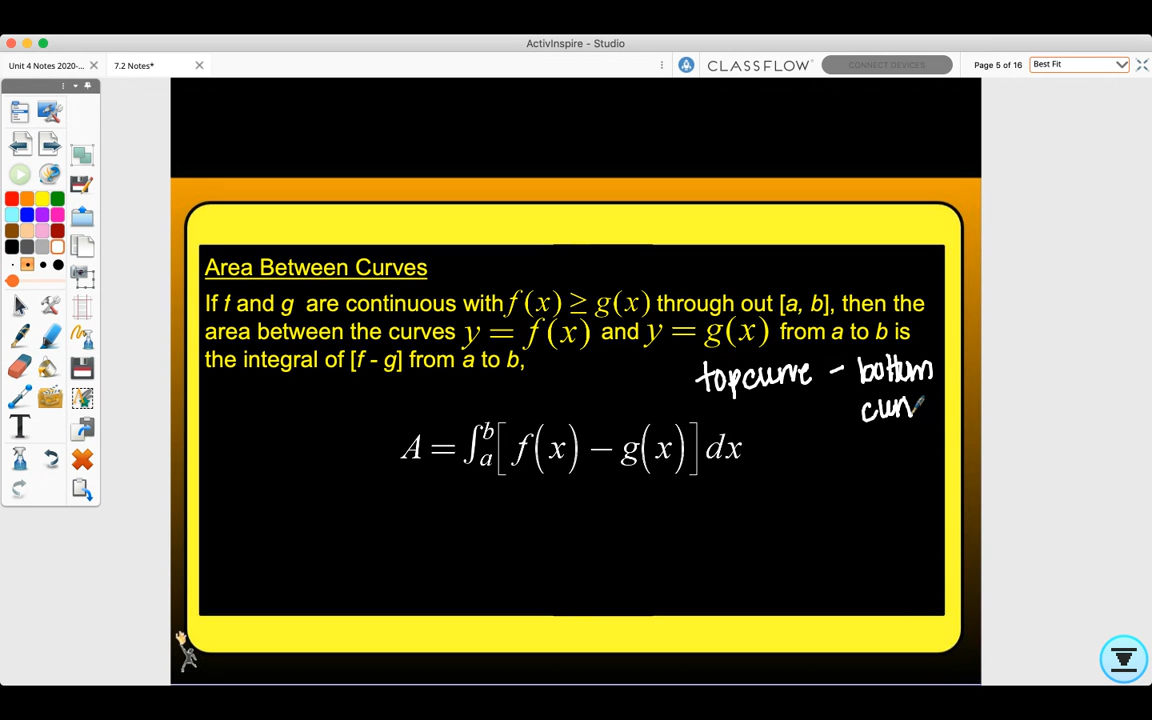 ActivInspire - Studio
Unit 4 Notes 2020-...
7.2 Notes*
CLASSFLOW
CONNECT DEVICES
Page 5 of 16
Best Fit
Area Between Curves
If f and g are continuous with f(x) ≥ g(x) through out [a, b], then the
area between the curves y = f(x) and y = g(x) from a to b is
the integral of [f - g] from a to b,
topcurve - bottom
curv
A = ∫_a^b [f(x) - g(x)] dx
T